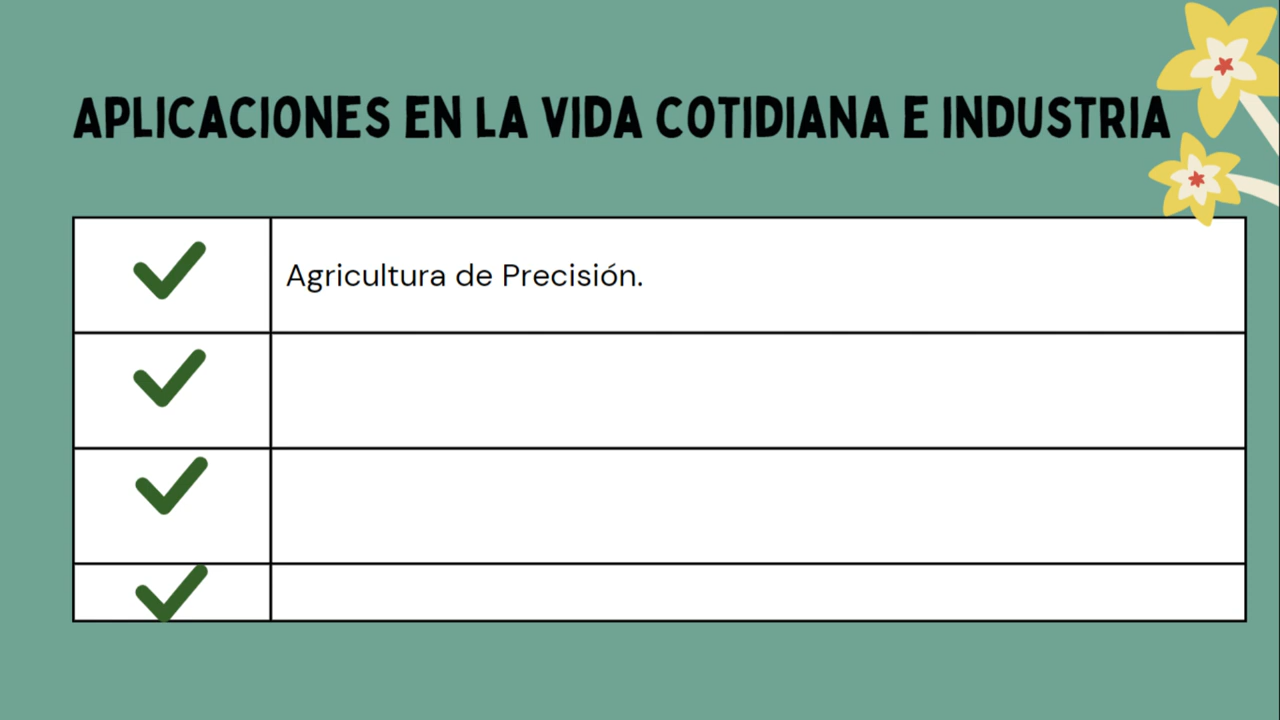 APLICACIONES EN LA VIDA COTIDIANA E INDUSTRIA
Agricultura de Precisión.